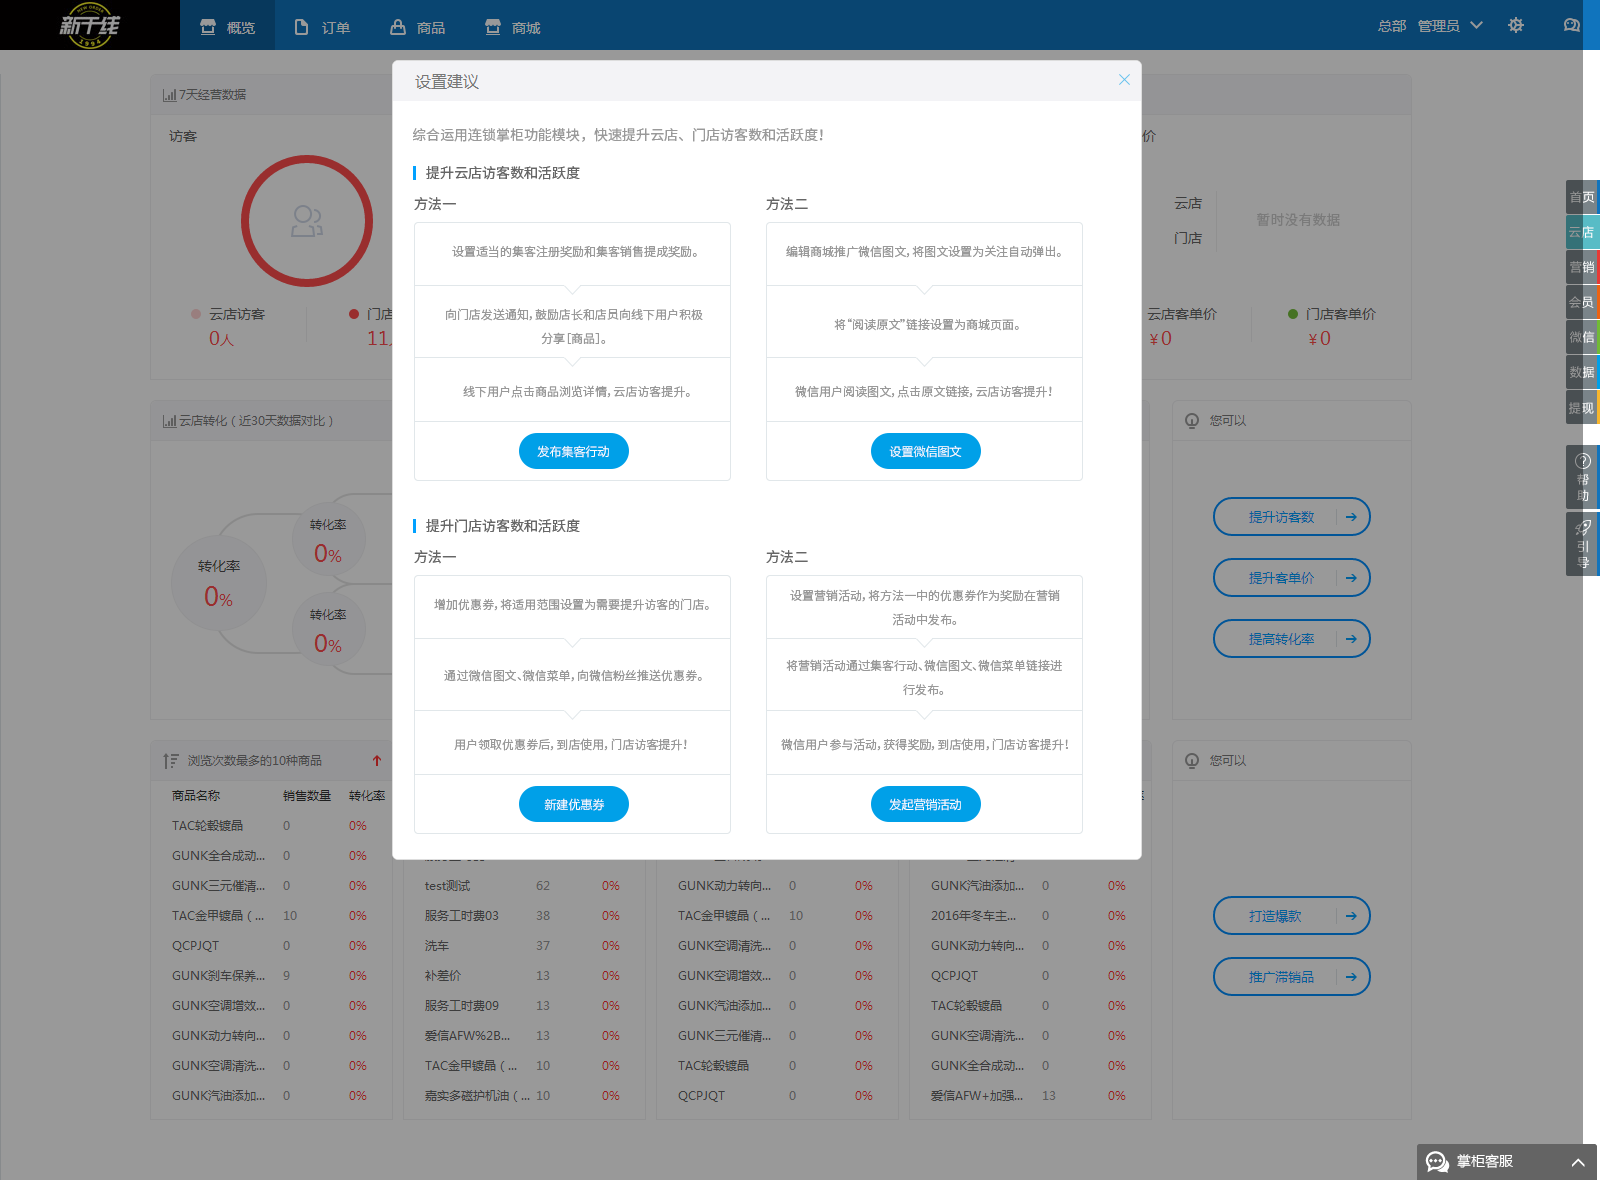 NEW ORDER
新干线
1994
概览
订单
商品
商城
总部 管理员
设置建议
综合运用连锁掌柜功能模块，快速提升云店、门店访客数和活跃度！
提升云店访客数和活跃度
方法一
方法二
设置适当的集客注册奖励和集客销售提成奖励。
编辑商城推广微信图文，将图文设置为关注自动弹出。
向门店发送通知，鼓励店长和店员向线下用户积极
分享[商品]。
将“阅读原文”链接设置为商城页面。
线下用户点击商品浏览详情，云店访客提升。
微信用户阅读图文，点击原文链接，云店访客提升！
发布集客行动
设置微信图文
提升门店访客数和活跃度
方法一
方法二
增加优惠券，将适用范围设置为需要提升访客的门店。
设置营销活动，将方法一中的优惠券作为奖励在营销
活动中发布。
通过微信图文、微信菜单，向微信粉丝推送优惠券。
将营销活动通过集客行动、微信图文、微信菜单链接进
行发布。
用户领取优惠券后，到店使用，门店访客提升！
微信用户参与活动，获得奖励，到店使用，门店访客提升！
新建优惠券
发起营销活动
7天经营数据
访客
云店访客
0人
门店
11
价
云店
门店
暂时没有数据
云店客单价
¥0
门店客单价
¥0
云店转化（近30天数据对比）
转化率
0%
转化率
0%
转化率
0%
您可以
提升访客数
提升客单价
提高转化率
浏览次数最多的10种商品
商品名称 销售数量 转化率
TAC轮毂镀晶 0 0%
GUNK全合成动... 0 0%
GUNK三元催清... 0 0%
TAC金甲镀晶（... 10 0%
QCPJQT 0 0%
GUNK刹车保养... 9 0%
GUNK空调增效... 0 0%
GUNK动力转向... 0 0%
GUNK空调清洗... 0 0%
GUNK汽油添加... 0 0%
test测试 62 0%
服务工时费03 38 0%
洗车 37 0%
补差价 13 0%
服务工时费09 13 0%
爱信AFW%2B... 13 0%
TAC金甲镀晶（... 10 0%
嘉实多磁护机油（... 10 0%
GUNK动力转向... 0 0%
TAC金甲镀晶（... 10 0%
GUNK空调清洗... 0 0%
GUNK空调增效... 0 0%
GUNK汽油添加... 0 0%
GUNK三元催清... 0 0%
TAC轮毂镀晶 0 0%
QCPJQT 0 0%
GUNK汽油添加... 0 0%
2016年冬车主... 0 0%
GUNK动力转向... 0 0%
QCPJQT 0 0%
TAC轮毂镀晶 0 0%
GUNK空调清洗... 0 0%
GUNK全合成动... 0 0%
爱信AFW+加强... 13 0%
您可以
打造爆款
推广滞销品
首页
云店
营销
会员
微信
数据
提现
帮
助
引
导
掌柜客服